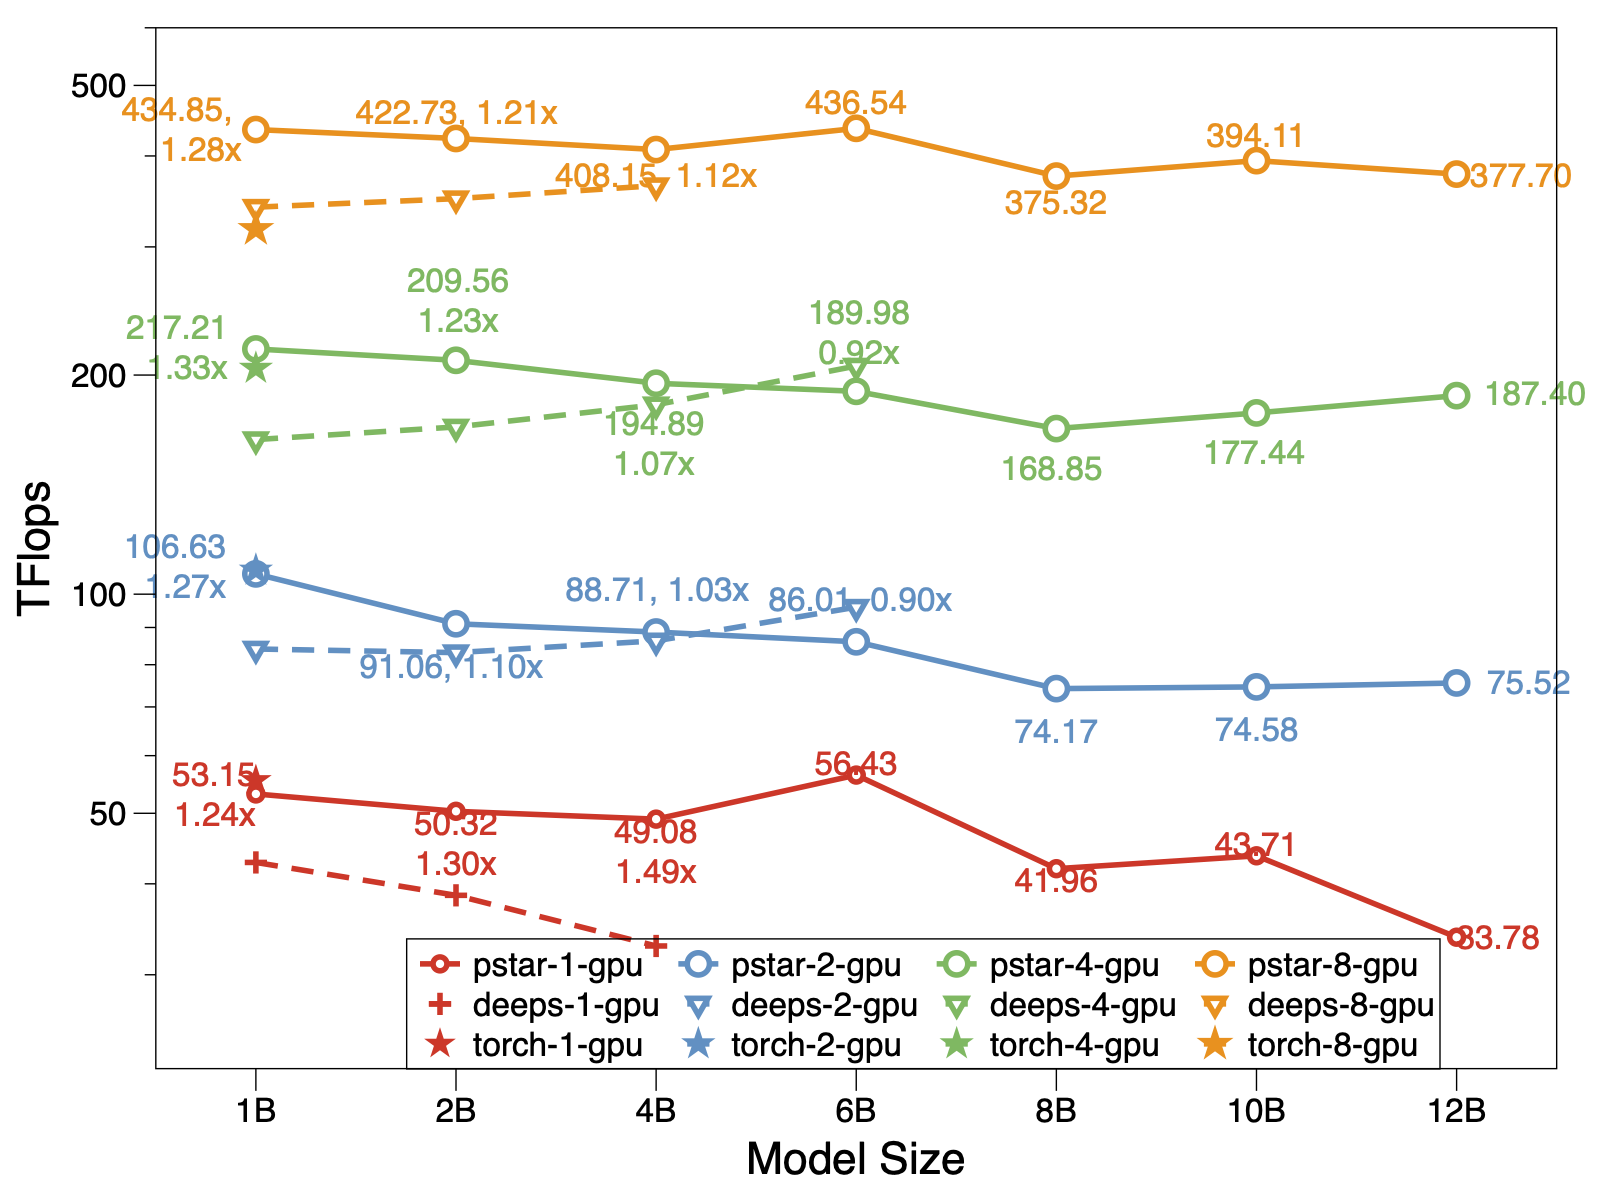 500
434.85,
1.28x
422.73, 1.21x
408.15, 1.12x
436.54
375.32
394.11
377.70
217.21
1.33x
209.56
1.23x
194.89
1.07x
189.98
0.92x
168.85
177.44
187.40
200
106.63
1.27x
91.06, 1.10x
88.71, 1.03x
86.01, 0.90x
74.17
74.58
75.52
100
53.15
1.24x
50.32
1.30x
49.08
1.49x
56.43
41.96
43.71
33.78
50
TFlops
pstar-1-gpu pstar-2-gpu pstar-4-gpu pstar-8-gpu
deeps-1-gpu deeps-2-gpu deeps-4-gpu deeps-8-gpu
torch-1-gpu torch-2-gpu torch-4-gpu torch-8-gpu
1B 2B 4B 6B 8B 10B 12B
Model Size